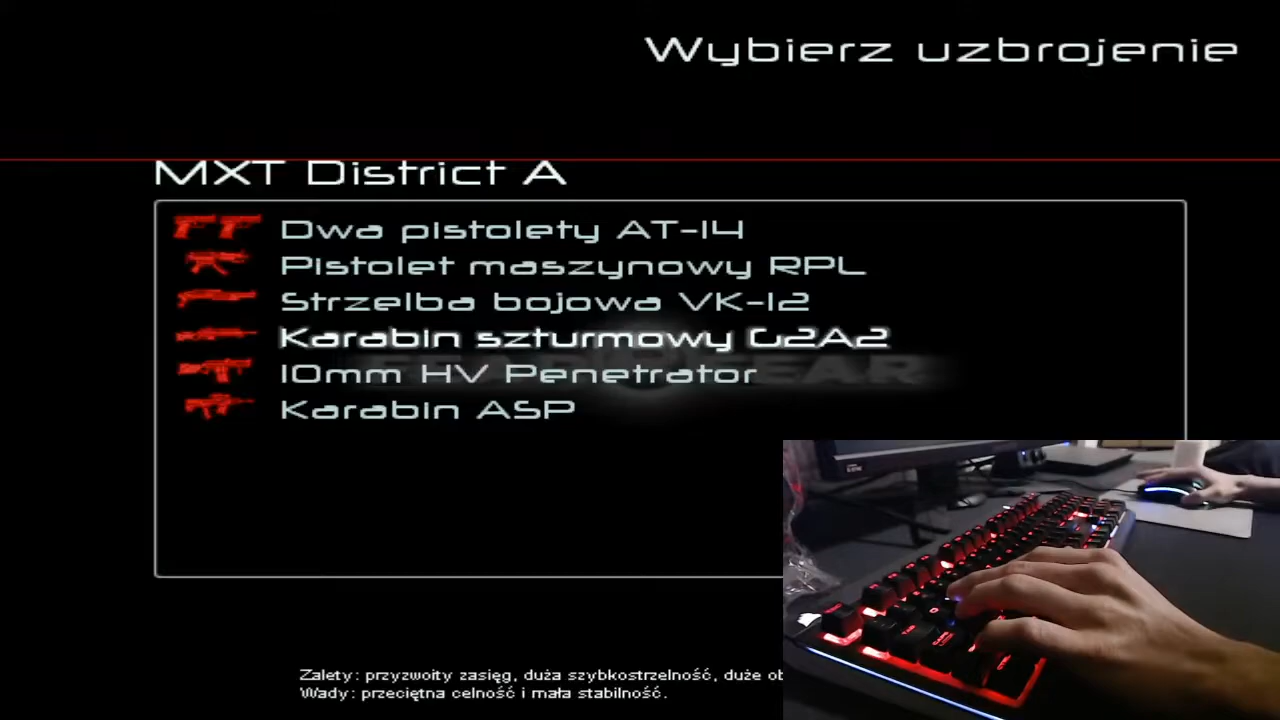 Wybierz uzbrojenie
MXT District A
Dwa pistolety AT-14
Pistolet maszynowy RPL
Strzelba bojowa VK-12
Karabin szturmowy G2A2
10mm HV Penetrator
Karabin ASP
Zalety: przyzwoity zasięg, duża szybkostrzelność, duże
Wady: przeciętna celność i mała stabilność.